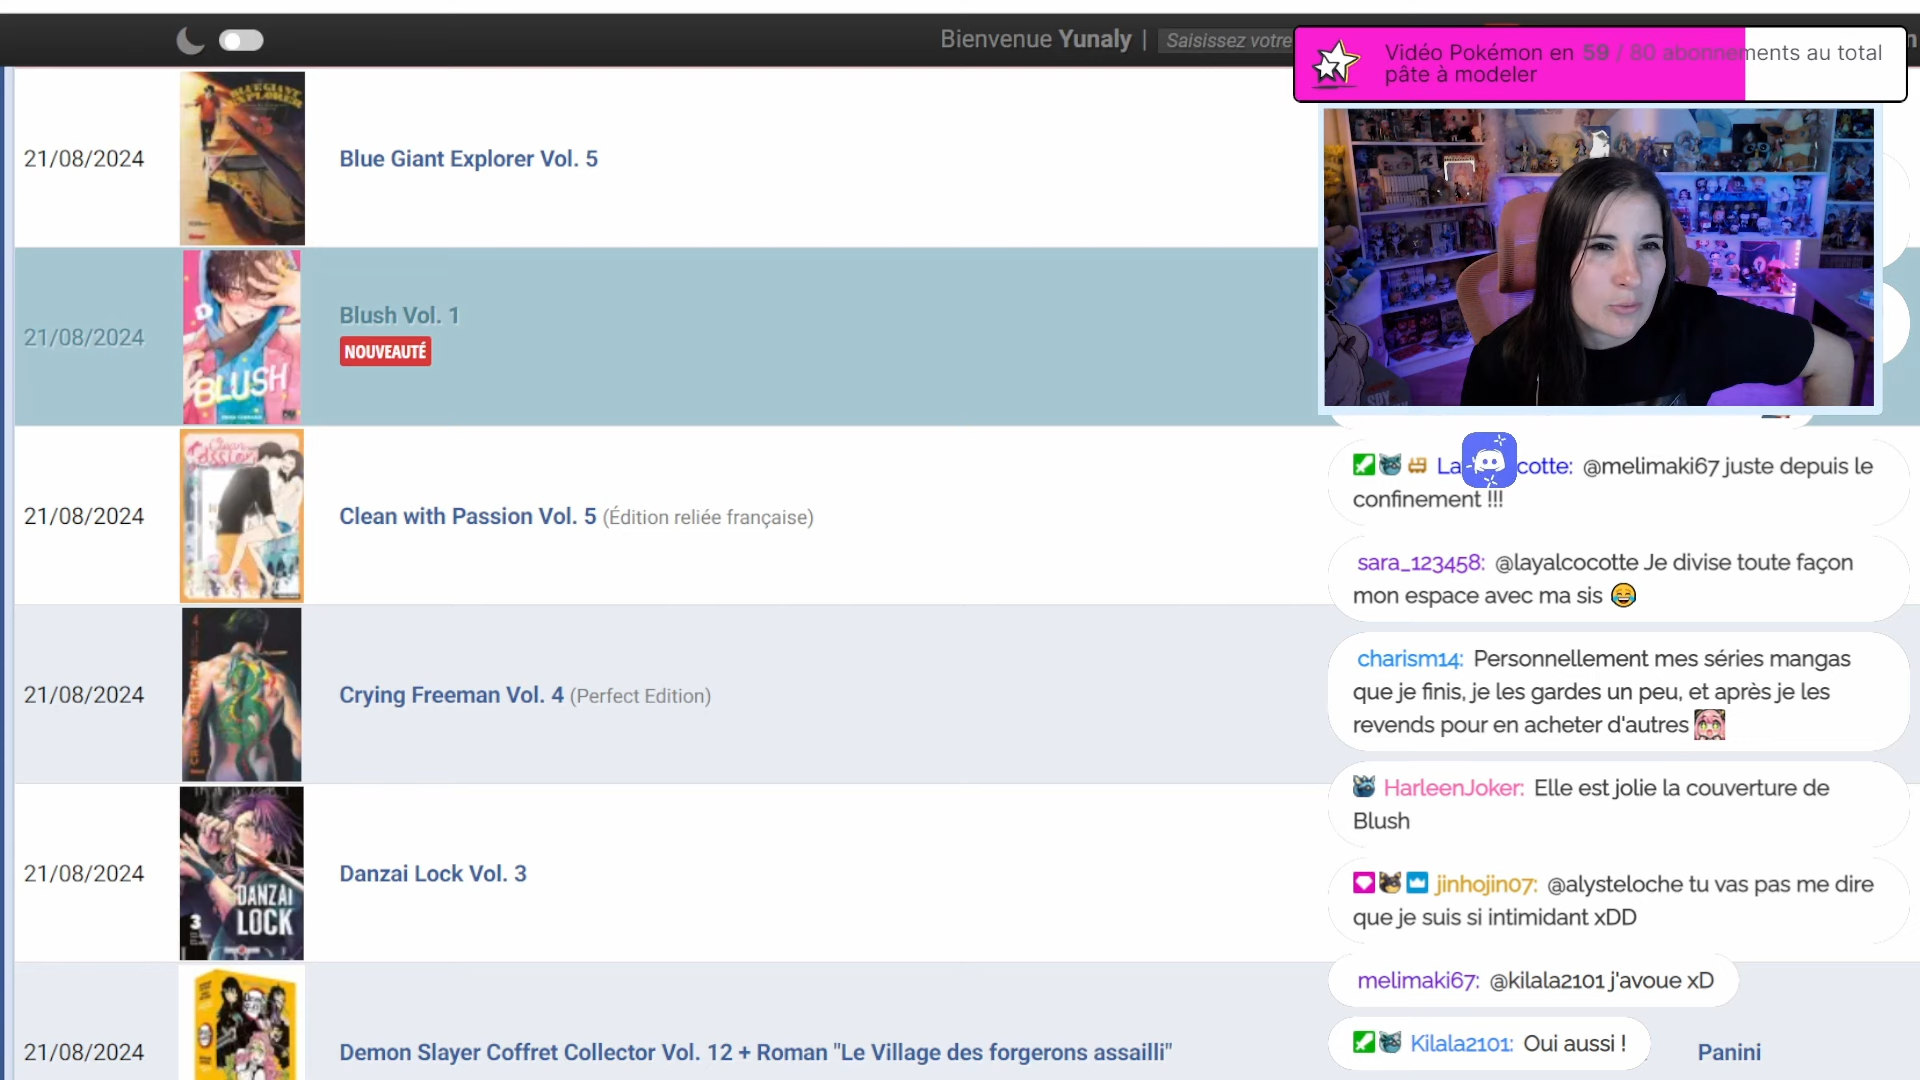 Bienvenue Yunaly | Saisissez votre
Vidéo Pokémon en 59 / 80 abonnements au total
pâte à modeler
21/08/2024
Blue Giant Explorer Vol. 5
21/08/2024
BLUSH
Blush Vol. 1
NOUVEAUTÉ
21/08/2024
Clean with Passion Vol. 5 (Édition reliée française)
21/08/2024
Crying Freeman Vol. 4 (Perfect Edition)
21/08/2024
3
DANZAI
LOCK
Danzai Lock Vol. 3
21/08/2024
Demon Slayer Coffret Collector Vol. 12 + Roman "Le Village des forgerons assailli"
Panini
La cotte: @melimaki67 juste depuis le
confinement !!!
sara_123458: @layalcocotte Je divise toute façon
mon espace avec ma sis 😂
charism14: Personnellement mes séries mangas
que je finis, je les gardes un peu, et après je les
revends pour en acheter d'autres
HarleenJoker: Elle est jolie la couverture de
Blush
jinhojin07: @alysteloche tu vas pas me dire
que je suis si intimidant xDD
melimaki67: @kilala2101 j'avoue xD
Kilala2101: Oui aussi !